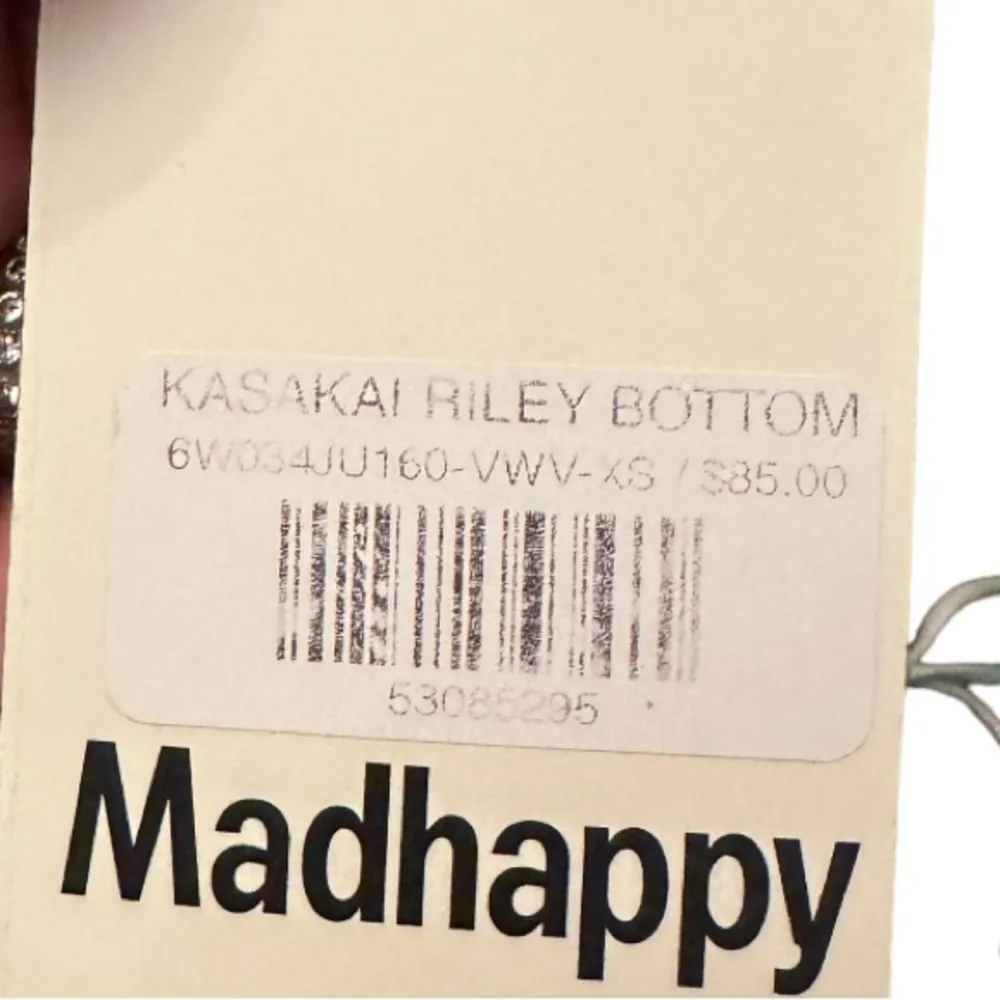 KASAKAI RILEY BOTTOM
6W034JU160-VWV-XS / $85.00
53085295
Madhappy